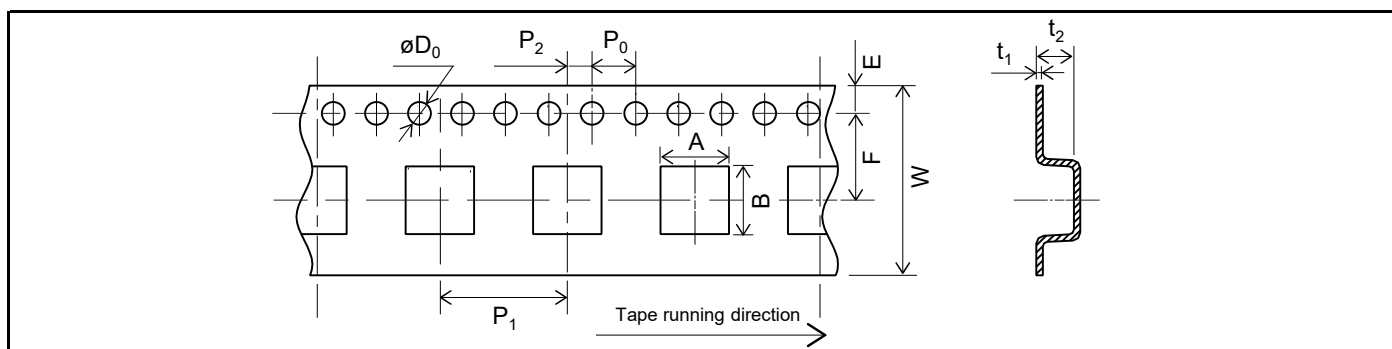 øD₀
P₂
P₀
E
t₁
t₂
A
F
W
B
P₁
Tape running direction